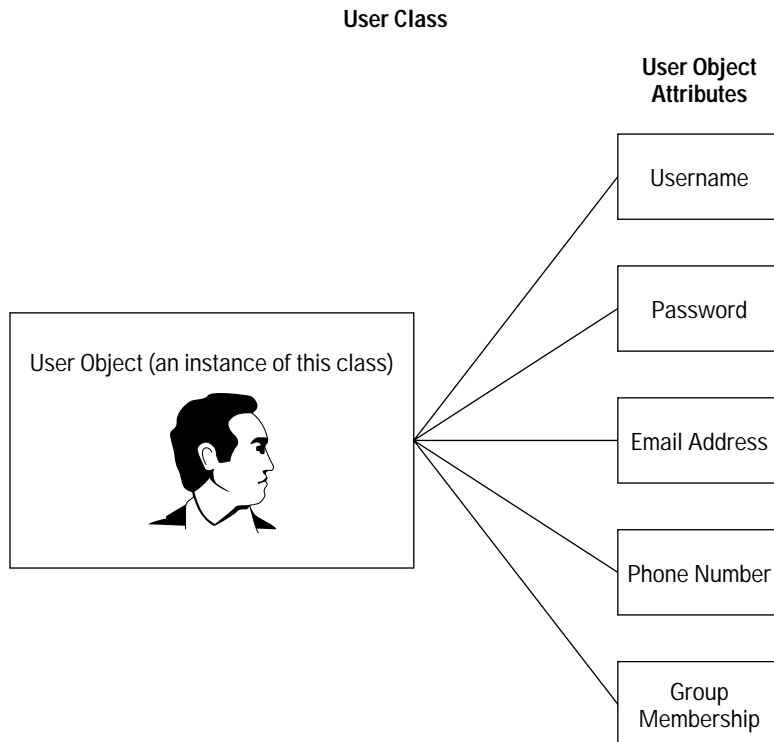 User Class
User Object
Attributes
Username
Password
User Object (an instance of this class)
Email Address
Phone Number
Group
Membership